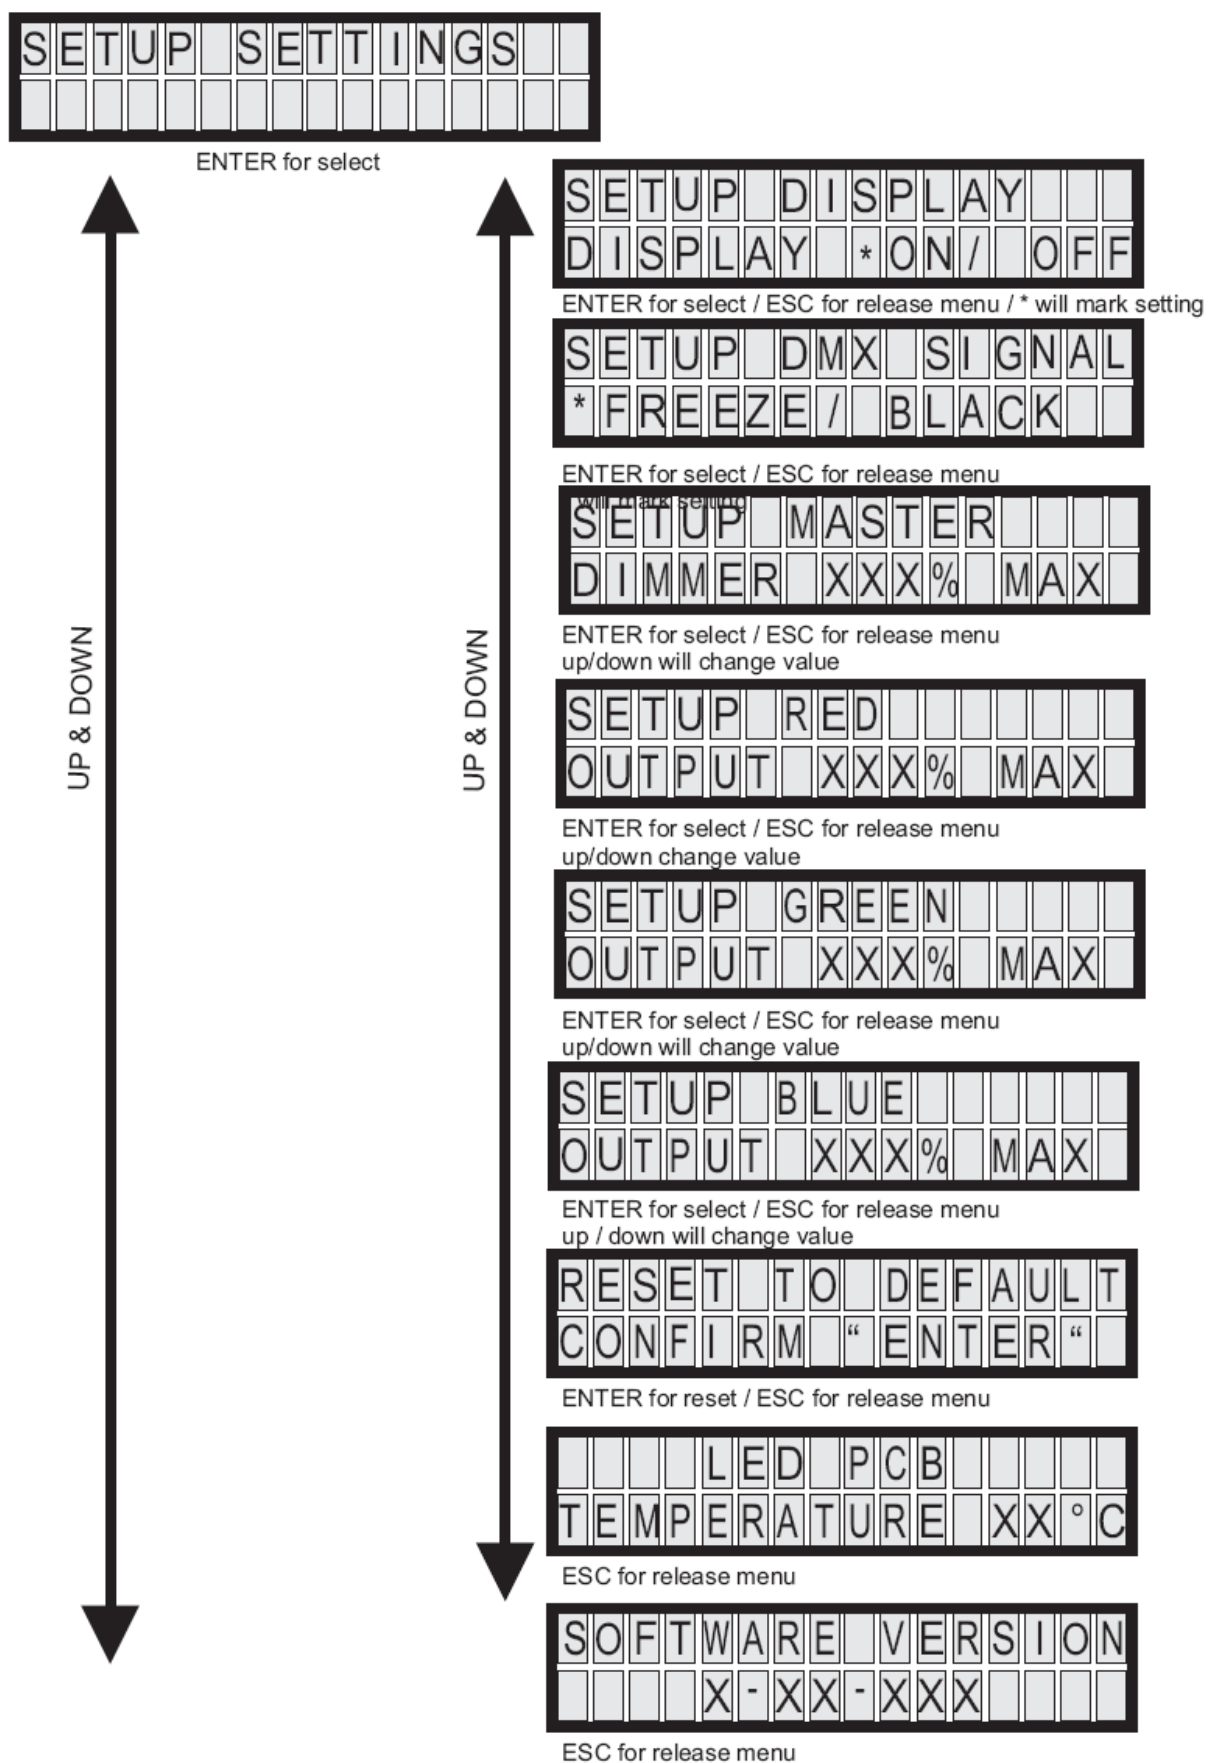 SETUP SETTINGS
ENTER for select
UP & DOWN
UP & DOWN
SETUP DISPLAY
DISPLAY *ON/ OFF
ENTER for select / ESC for release menu / * will mark setting
SETUP DMX SIGNAL
*FREEZE/ BLACK
ENTER for select / ESC for release menu
will mark setting
SETUP MASTER
DIMMER XXX% MAX
ENTER for select / ESC for release menu
up/down will change value
SETUP RED
OUTPUT XXX% MAX
ENTER for select / ESC for release menu
up/down change value
SETUP GREEN
OUTPUT XXX% MAX
ENTER for select / ESC for release menu
up/down will change value
SETUP BLUE
OUTPUT XXX% MAX
ENTER for select / ESC for release menu
up / down will change value
RESET TO DEFAULT
CONFIRM “ENTER“
ENTER for reset / ESC for release menu
LED PCB
TEMPERATURE XX°C
ESC for release menu
SOFTWARE VERSION
X-XX-XXX
ESC for release menu